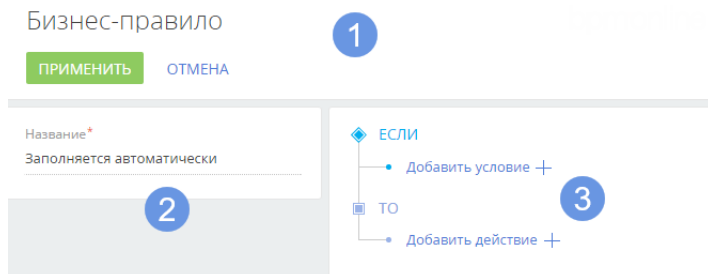 Бизнес-правило
1
ПРИМЕНИТЬ ОТМЕНА
Название*
Заполняется автоматически
2
ЕСЛИ
Добавить условие +
3
ТО
Добавить действие +